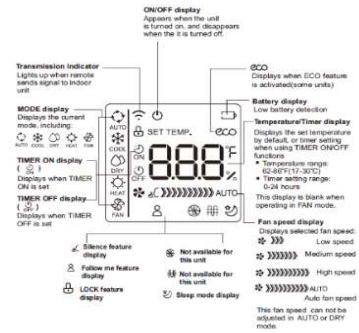 ON/OFF display
Appears when the unit
is turned on, and disappears
when the it is turned off.
Transmission Indicator
Lights up when remote
sends signal to indoor
unit
MODE display
Displays the current
mode, including:
AUTO COOL DRY HEAT FAN
TIMER ON display
( )
Displays when TIMER
ON is set
TIMER OFF display
( )
Displays when TIMER
OFF is set
AUTO
COOL
DRY
HEAT
FAN
SET TEMP.
eco
ON
OFF
888
°F
%
AUTO
eco
Displays when ECO feature
is activated(some units)
Battery display
Low battery detection
Temperature/Timer display
Displays the set temperature
by default, or timer setting
when using TIMER ON/OFF
functions
• Temperature range:
62-86°F(17-30°C)
• Timer setting range:
0-24 hours
This display is blank when
operating in FAN mode.
Fan speed display
Displays selected fan speed:
Low speed
Medium speed
High speed
AUTO
Auto fan speed
This fan speed can not be
adjusted in AUTO or DRY
mode.
Silence feature
display
Follow me feature
display
LOCK feature
display
Not available for
this unit
Not available for
this unit
Sleep mode display